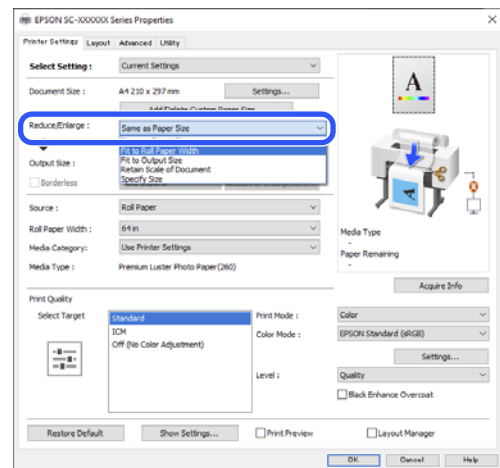 EPSON SC-XXXXXX Series Properties
Printer Settings Layout Advanced Utility
Select Setting : Current Settings
Document Size : A4 210 x 297 mm Settings...
Add/Delete Custom Paper Size
Reduce/Enlarge : Same as Paper Size
Fit to Roll Paper Width
Output Size : Fit to Output Size
Retain Scale of Document
Borderless Specify Size
Source : Roll Paper
Roll Paper Width : 64 in
Media Category: Use Printer Settings
Media Type : Premium Luster Photo Paper(260)
A
Media Type
-
Paper Remaining
-
Acquire Info
Print Quality
Select Target Standard
ICM
Off (No Color Adjustment)
Print Mode : Color
Color Mode : EPSON Standard (sRGB)
Settings...
Level : Quality
Black Enhance Overcoat
Restore Default Show Settings... Print Preview Layout Manager
OK Cancel Help